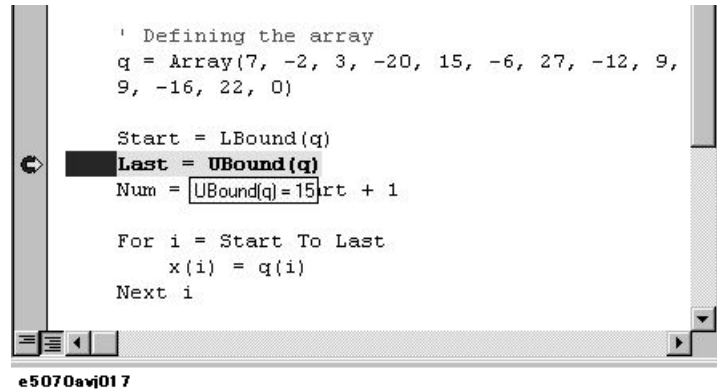 ' Defining the array
q = Array(7, -2, 3, -20, 15, -6, 27, -12, 9,
9, -16, 22, 0)
Start = LBound(q)
Last = UBound(q)
Num = UBound(q) = 15rt + 1
For i = Start To Last
x(i) = q(i)
Next i
e5070avj017